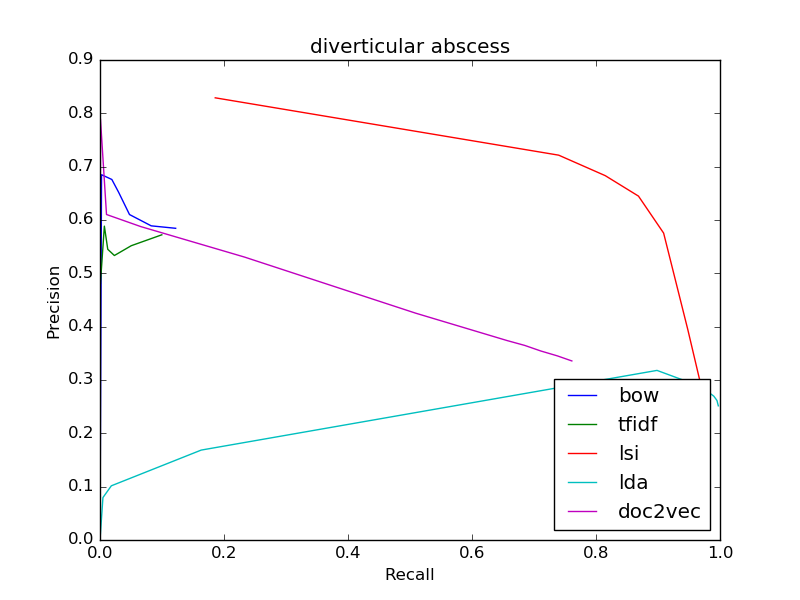 diverticular abscess
0.9
0.8
0.7
0.6
0.5
0.4
0.3
0.2
0.1
0.0
Precision
0.0 0.2 0.4 0.6 0.8 1.0
Recall
bow
tfidf
lsi
lda
doc2vec